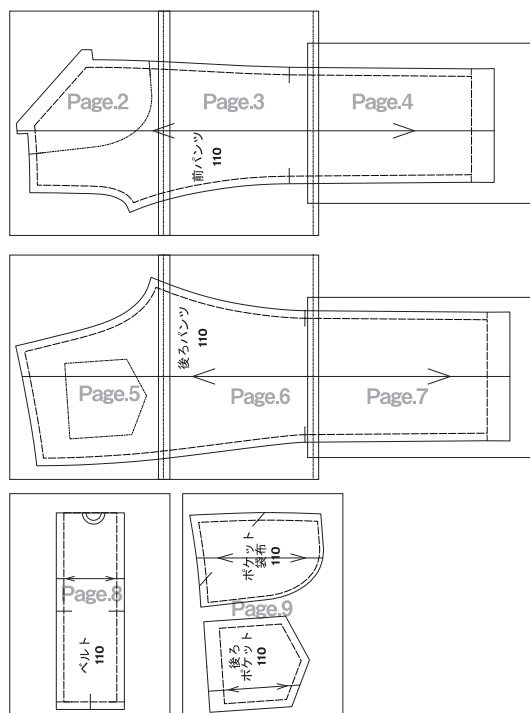 Page.2
Page.3
Page.4
前パンツ
110
後ろパンツ
110
Page.5
Page.6
Page.7
Page.8
ベルト
110
ポケット
袋布
110
Page.9
後ろ
ポケット
110